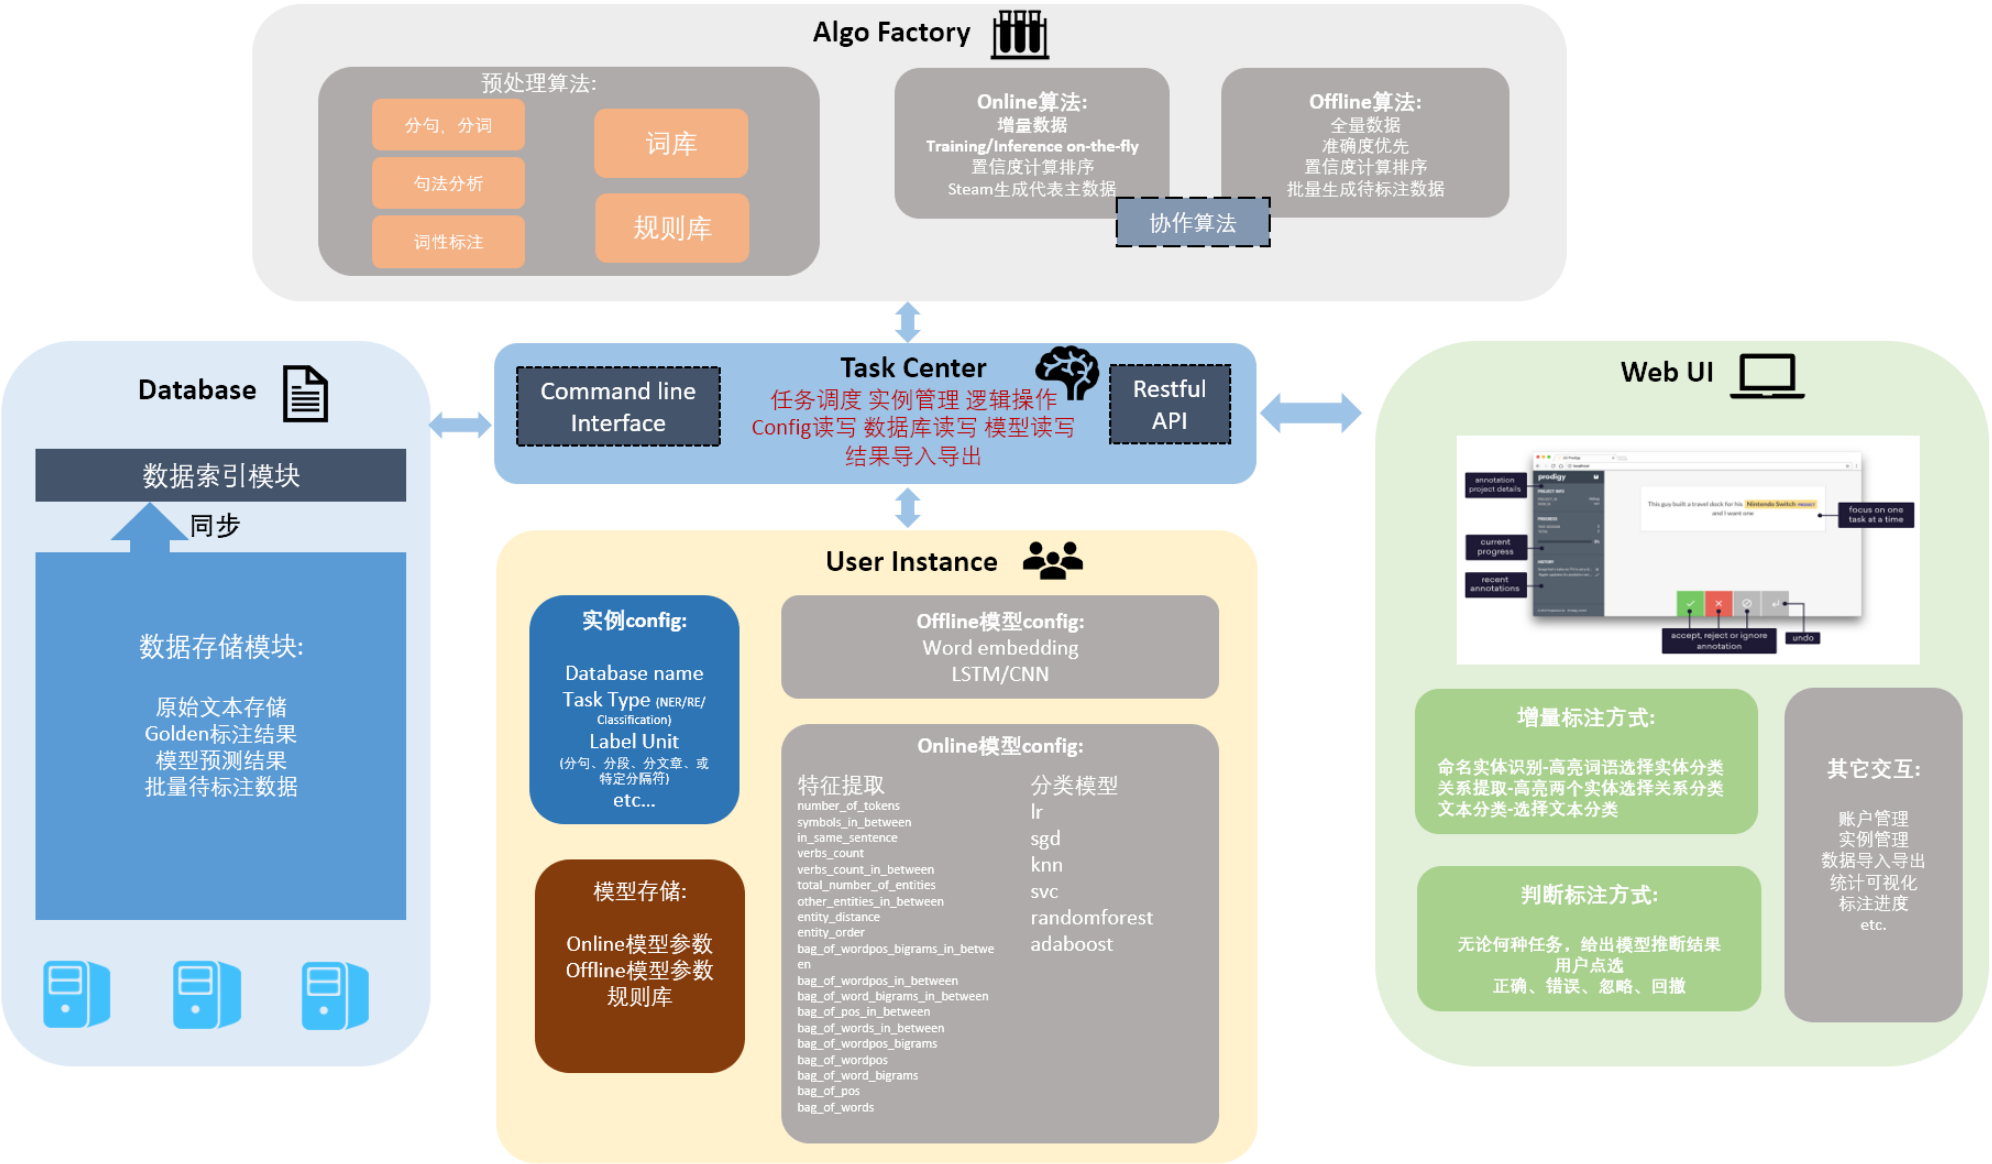 Algo Factory
预处理算法:
分句，分词
句法分析
词性标注
词库
规则库
Online算法:
增量数据
Training/Inference on-the-fly
置信度计算排序
Steam生成代表主数据
Offline算法:
全量数据
准确度优先
置信度计算排序
批量生成待标注数据
协作算法
Database
数据索引模块
同步
数据存储模块:
原始文本存储
Golden标注结果
模型预测结果
批量待标注数据
Command line
Interface
Task Center
任务调度 实例管理 逻辑操作
Config读写 数据库读写 模型读写
结果导入导出
Restful
API
User Instance
实例config:
Database name
Task Type (NER/RE/
Classification)
Label Unit
(分句、分段、分文章、或
特定分隔符)
etc...
模型存储:
Online模型参数
Offline模型参数
规则库
Offline模型config:
Word embedding
LSTM/CNN
Online模型config:
特征提取
number_of_tokens
symbols_in_between
in_same_sentence
verbs_count
verbs_count_in_between
total_number_of_entities
other_entities_in_between
entity_distance
entity_order
bag_of_wordpos_bigrams_in_betwe
en
bag_of_wordpos_in_between
bag_of_word_bigrams_in_between
bag_of_pos_in_between
bag_of_words_in_between
bag_of_wordpos_bigrams
bag_of_wordpos
bag_of_word_bigrams
bag_of_pos
bag_of_words
分类模型
lr
sgd
knn
svc
randomforest
adaboost
Web UI
annotation
project details
current
progress
recent
annotations
prodigy
PROJECT INFO
PROGRESS
HISTORY
This guy built a travel dock for his Nintendo Switch PRODUCT
and I want one
focus on one
task at a time
accept, reject or ignore
annotation
undo
增量标注方式:
命名实体识别-高亮词语选择实体分类
关系提取-高亮两个实体选择关系分类
文本分类-选择文本分类
判断标注方式:
无论何种任务，给出模型推断结果
用户点选
正确、错误、忽略、回撤
其它交互:
账户管理
实例管理
数据导入导出
统计可视化
标注进度
etc.